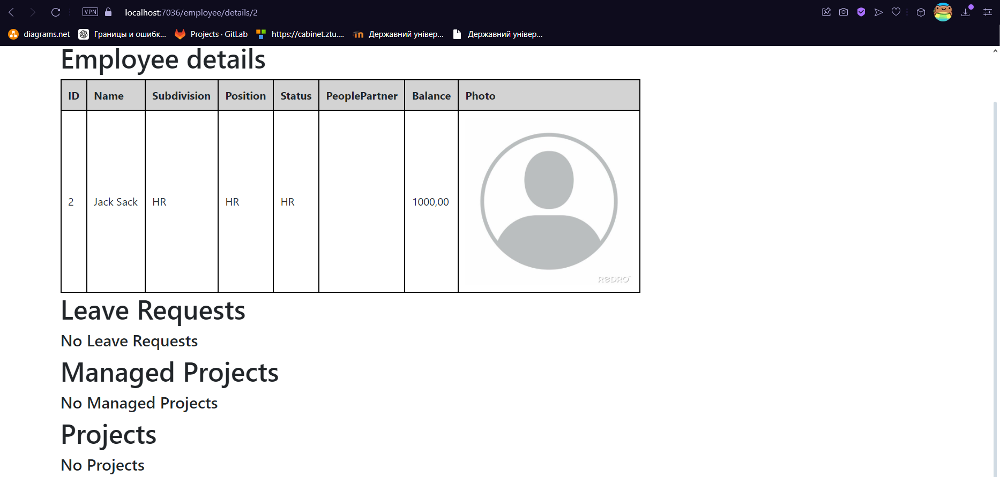 VPN localhost:7036/employee/details/2
diagrams.net Границы и ошибк... Projects · GitLab https://cabinet.ztu.... Державний універ... Державний універ...
Employee details
ID Name Subdivision Position Status PeoplePartner Balance Photo
2 Jack Sack HR HR HR 1000,00
REDRO
Leave Requests
No Leave Requests
Managed Projects
No Managed Projects
Projects
No Projects